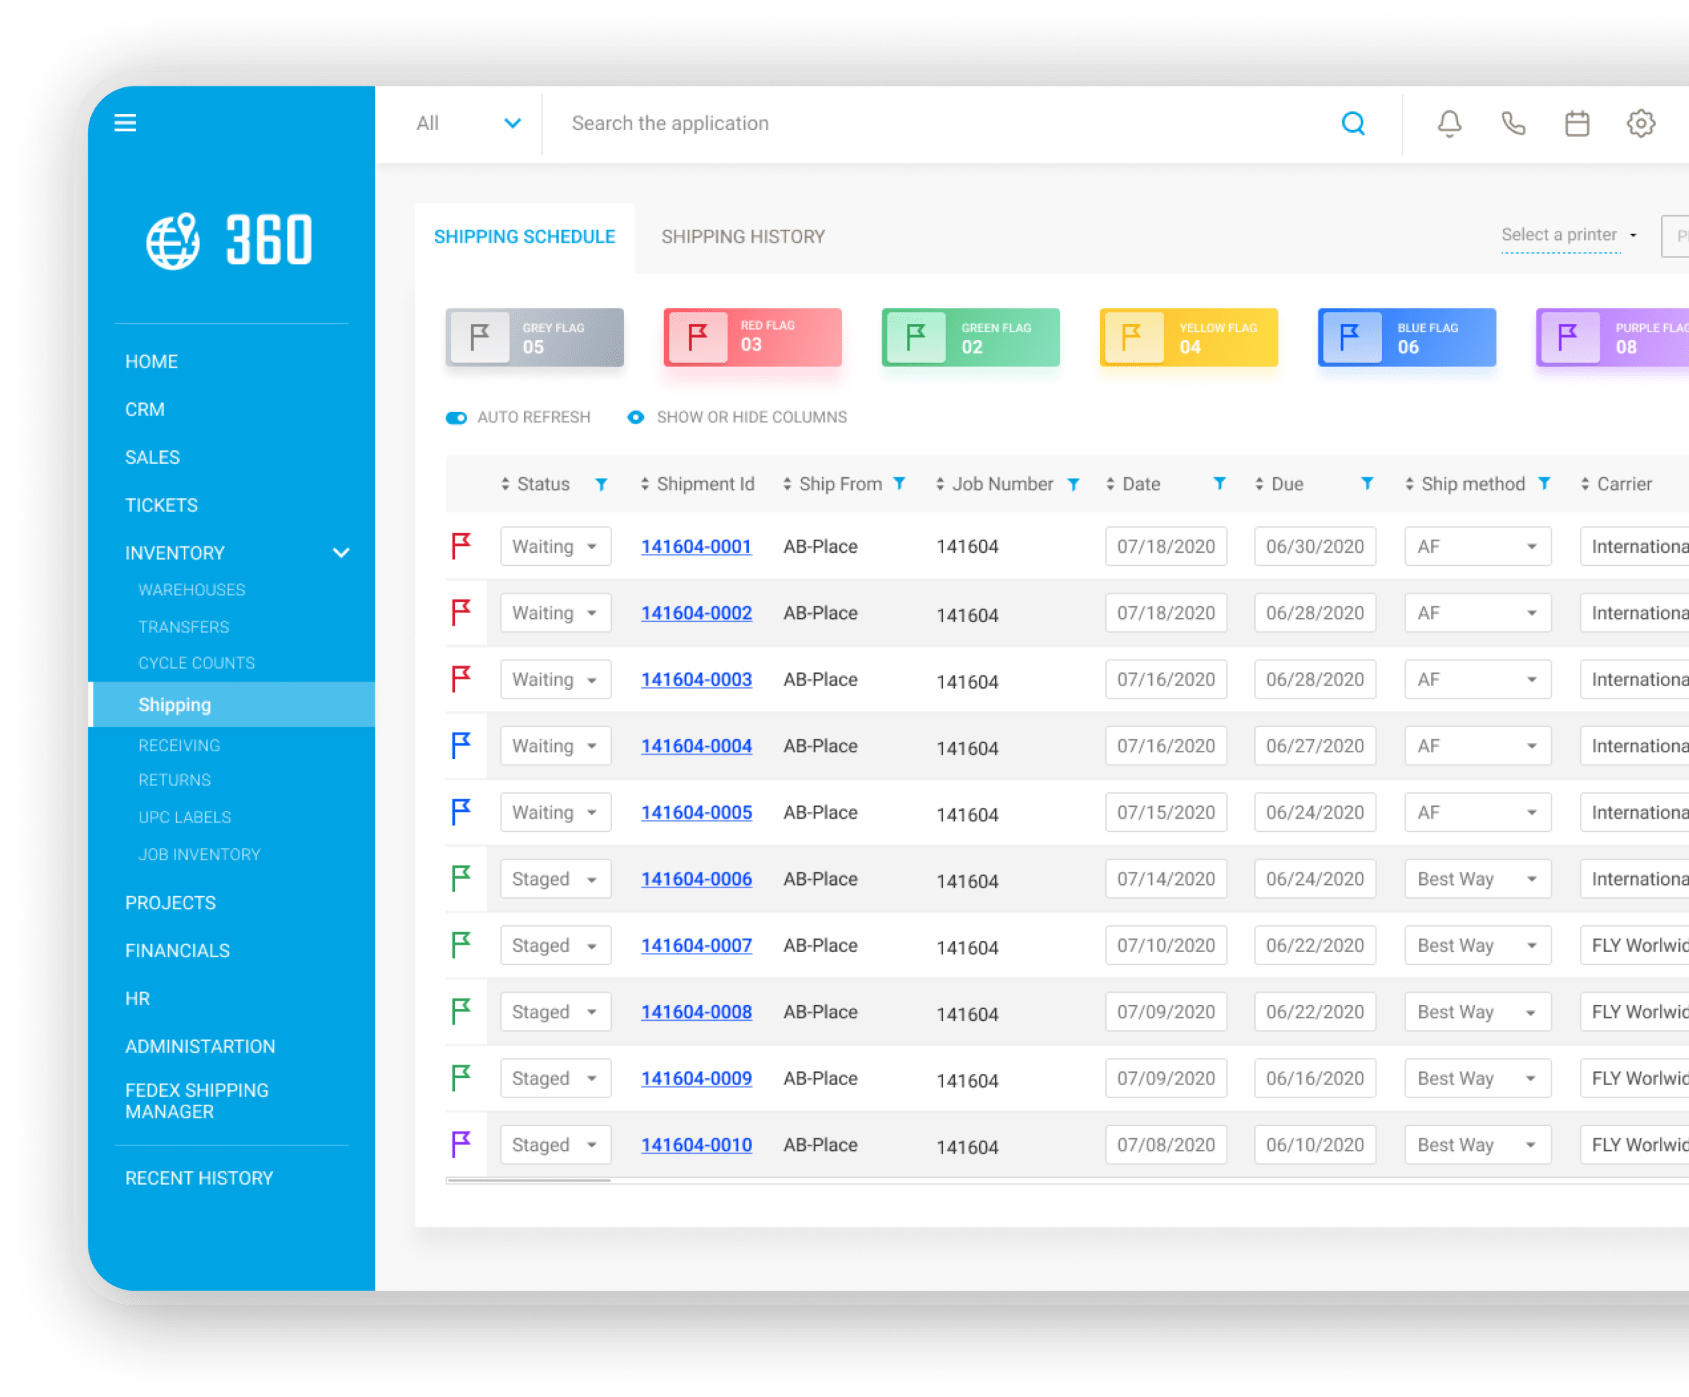 All
Search the application
360
SHIPPING SCHEDULE
SHIPPING HISTORY
Select a printer
GREY FLAG
05
RED FLAG
03
GREEN FLAG
02
YELLOW FLAG
04
BLUE FLAG
06
PURPLE FLAG
08
AUTO REFRESH
SHOW OR HIDE COLUMNS
HOME
CRM
SALES
TICKETS
INVENTORY
WAREHOUSES
TRANSFERS
CYCLE COUNTS
Shipping
RECEIVING
RETURNS
UPC LABELS
JOB INVENTORY
PROJECTS
FINANCIALS
HR
ADMINISTARTION
FEDEX SHIPPING
MANAGER
RECENT HISTORY
Status Shipment Id Ship From Job Number Date Due Ship method Carrier
Waiting 141604-0001 AB-Place 141604 07/18/2020 06/30/2020 AF Internationa
Waiting 141604-0002 AB-Place 141604 07/18/2020 06/28/2020 AF Internationa
Waiting 141604-0003 AB-Place 141604 07/16/2020 06/28/2020 AF Internationa
Waiting 141604-0004 AB-Place 141604 07/16/2020 06/27/2020 AF Internationa
Waiting 141604-0005 AB-Place 141604 07/15/2020 06/24/2020 AF Internationa
Staged 141604-0006 AB-Place 141604 07/14/2020 06/24/2020 Best Way Internationa
Staged 141604-0007 AB-Place 141604 07/10/2020 06/22/2020 Best Way FLY Worlwid
Staged 141604-0008 AB-Place 141604 07/09/2020 06/22/2020 Best Way FLY Worlwid
Staged 141604-0009 AB-Place 141604 07/09/2020 06/16/2020 Best Way FLY Worlwid
Staged 141604-0010 AB-Place 141604 07/08/2020 06/10/2020 Best Way FLY Worlwid